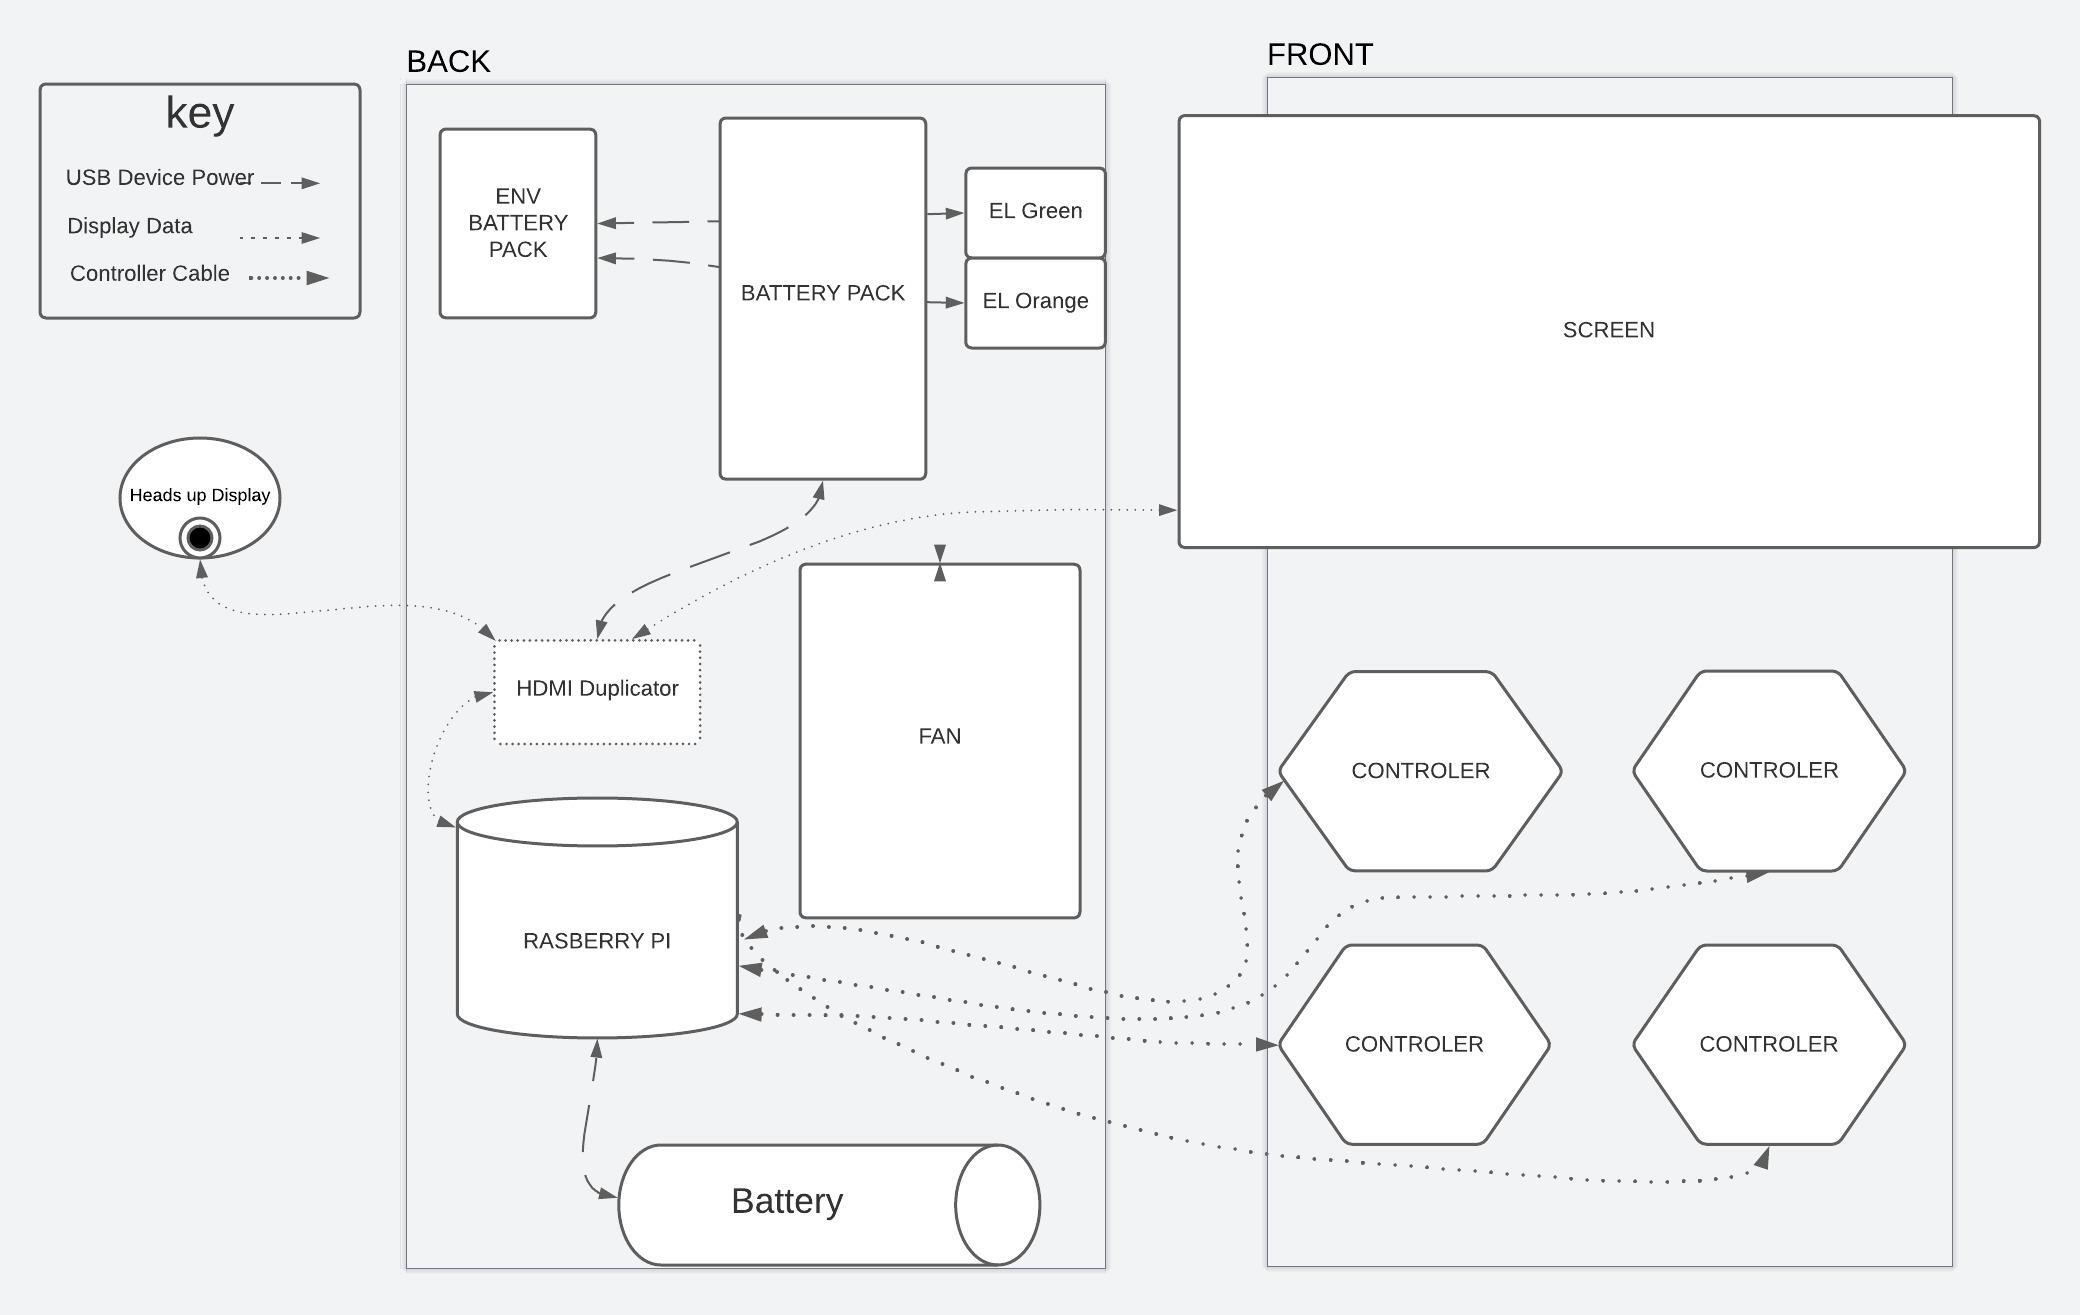 BACK
FRONT
key
USB Device Power
Display Data
Controller Cable
ENV
BATTERY
PACK
BATTERY PACK
EL Green
EL Orange
SCREEN
Heads up Display
HDMI Duplicator
FAN
RASBERRY PI
Battery
CONTROLER
CONTROLER
CONTROLER
CONTROLER